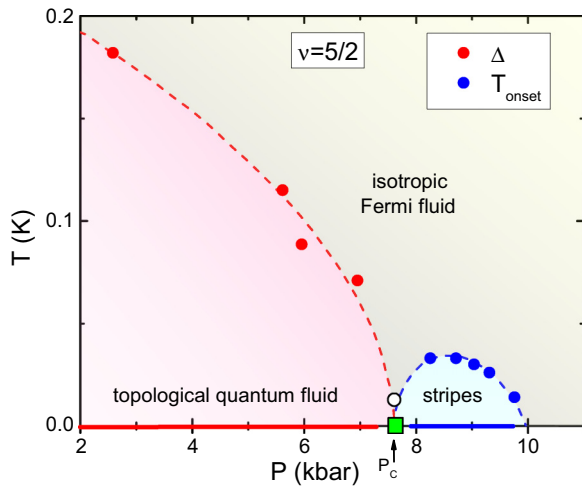 0.2
ν=5/2
Δ
T onset
isotropic
Fermi fluid
0.1
T (K)
topological quantum fluid
stripes
0.0
2
4
6
8
10
P (kbar)
P c